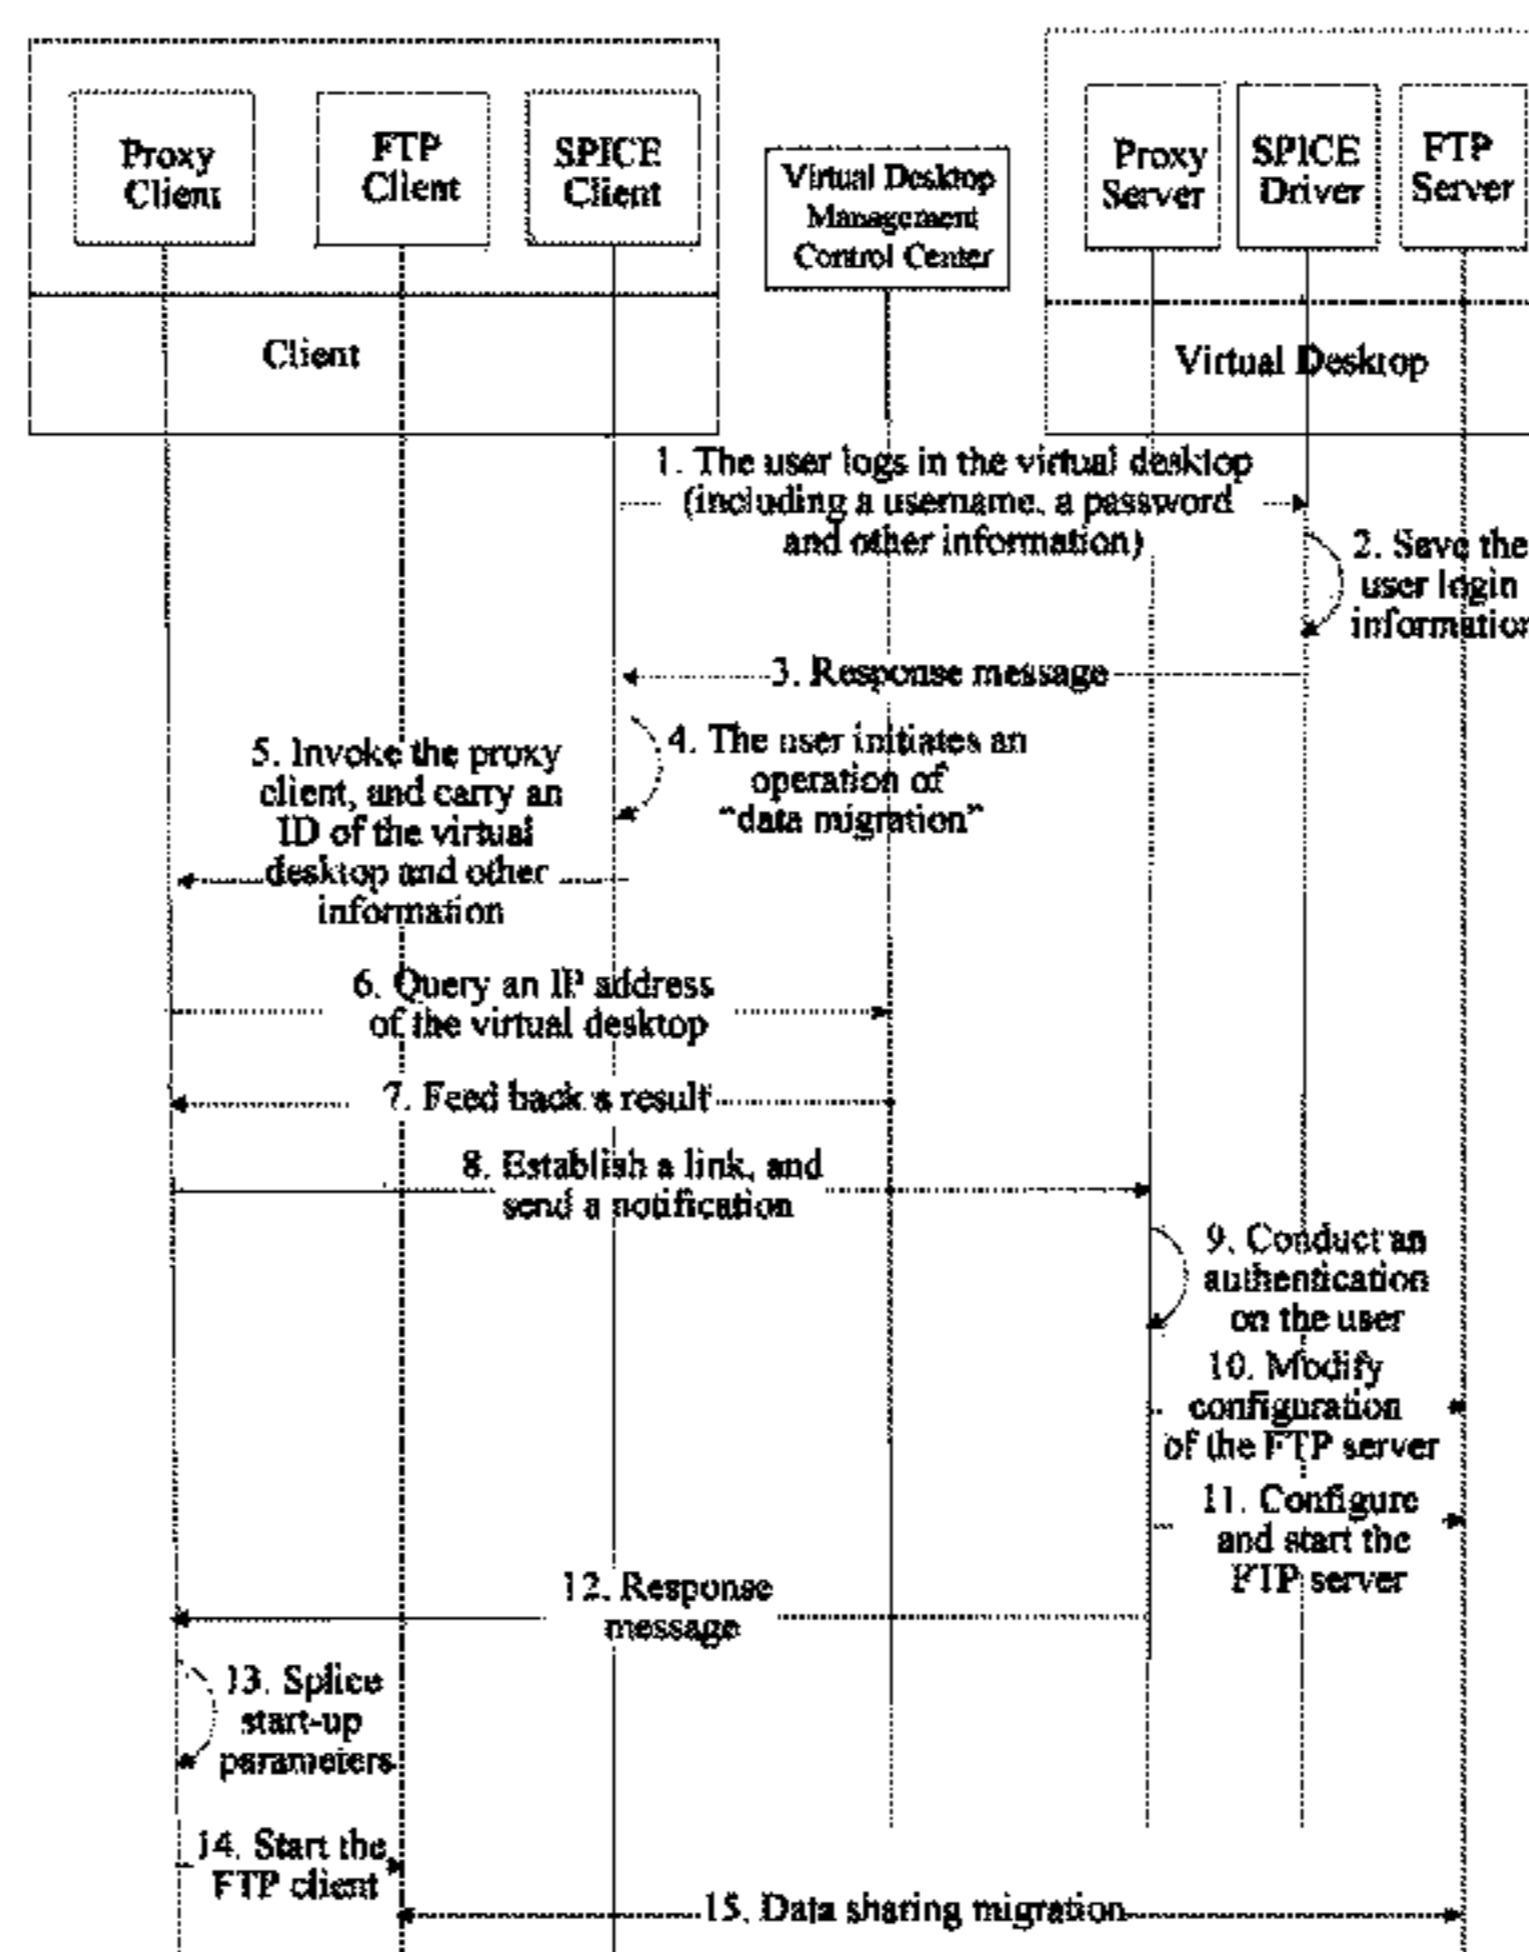 Proxy
Client
FTP
Client
SPICE
Client
Virtual Desktop
Management
Control Center
Proxy
Server
SPICE
Driver
FTP
Server
Client
Virtual Desktop
1. The user logs in the virtual desktop
(including a username, a password
and other information)
2. Save the
user login
information
3. Response message
4. The user initiates an
operation of
“data migration”
5. Invoke the proxy
client, and carry an
ID of the virtual
desktop and other
information
6. Query an IP address
of the virtual desktop
7. Feed back a result
8. Establish a link, and
send a notification
9. Conduct an
authentication
on the user
10. Modify
configuration
of the FTP server
11. Configure
and start the
FTP server
12. Response
message
13. Splice
start-up
parameters
14. Start the
FTP client
15. Data sharing migration